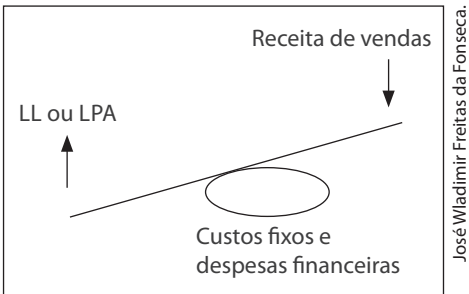 Receita de vendas
LL ou LPA
Custos fixos e
despesas financeiras
José Wladimir Freitas da Fonseca.